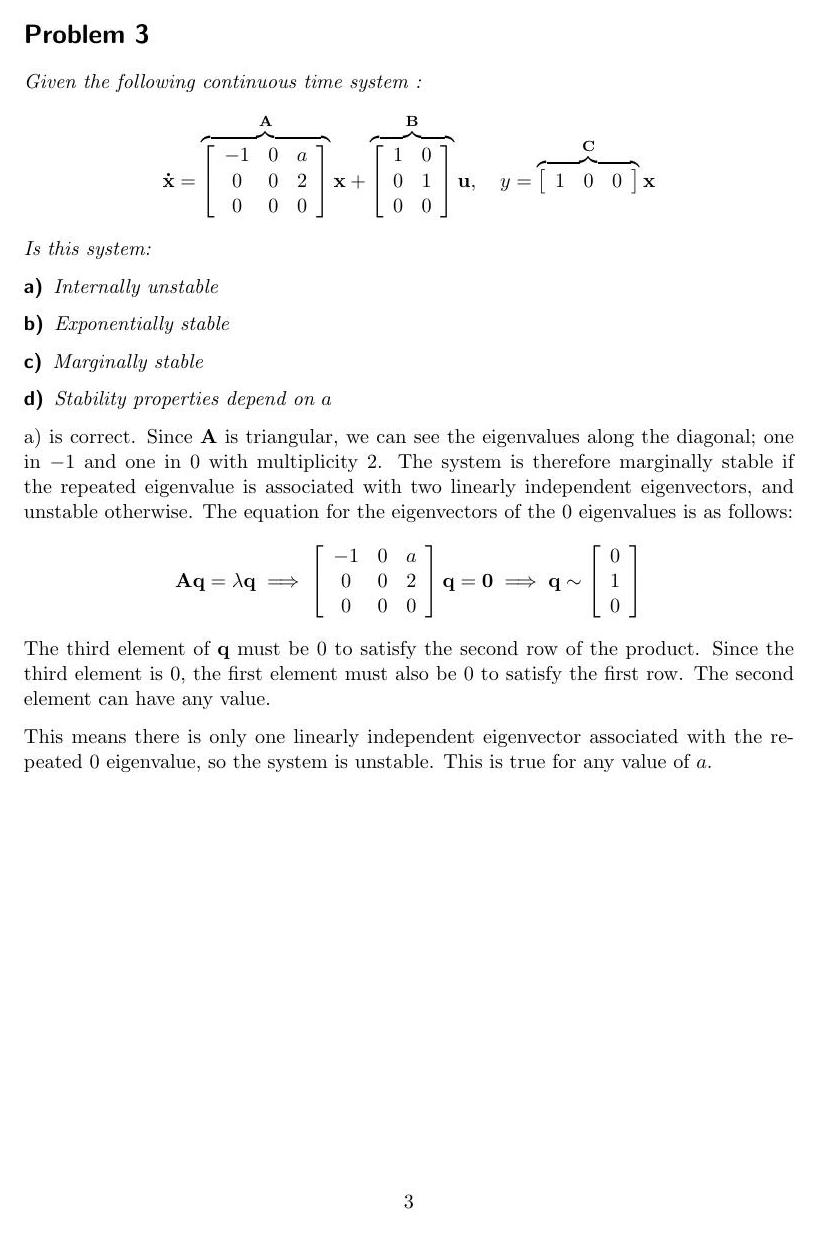 Problem 3
Given the following continuous time system :
A B C
ẋ = [ −1 0 a ; 0 0 2 ; 0 0 0 ] x + [ 1 0 ; 0 1 ; 0 0 ] u, y = [ 1 0 0 ] x
Is this system:
a) Internally unstable
b) Exponentially stable
c) Marginally stable
d) Stability properties depend on a
a) is correct. Since A is triangular, we can see the eigenvalues along the diagonal; one
in −1 and one in 0 with multiplicity 2. The system is therefore marginally stable if
the repeated eigenvalue is associated with two linearly independent eigenvectors, and
unstable otherwise. The equation for the eigenvectors of the 0 eigenvalues is as follows:
Aq = λq ⟹ [ −1 0 a ; 0 0 2 ; 0 0 0 ] q = 0 ⟹ q ∼ [ 0 ; 1 ; 0 ]
The third element of q must be 0 to satisfy the second row of the product. Since the
third element is 0, the first element must also be 0 to satisfy the first row. The second
element can have any value.
This means there is only one linearly independent eigenvector associated with the re-
peated 0 eigenvalue, so the system is unstable. This is true for any value of a.
3